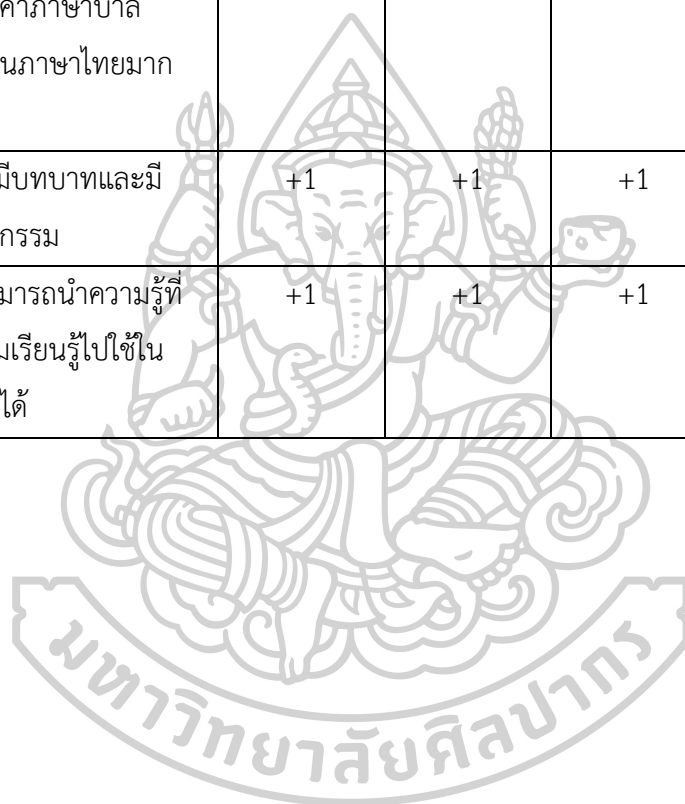 คำภาษาบาลี
นภาษาไทยมาก
มีบทบาทและมี +1 +1 +1
กรรม
มารถนำความรู้ที่ +1 +1 +1
มเรียนรู้ไปใช้ใน
ได้
มหาวิทยาลัยศิลปากร